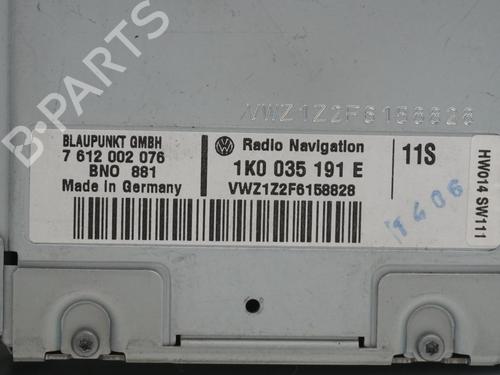 B-PARTS
VWZ1Z2F6158828
BLAUPUNKT GMBH
7 612 002 076
BNO 881
Made in Germany
Radio Navigation
1K0 035 191 E
VWZ1Z2F6158828
11S
HW014 SW111